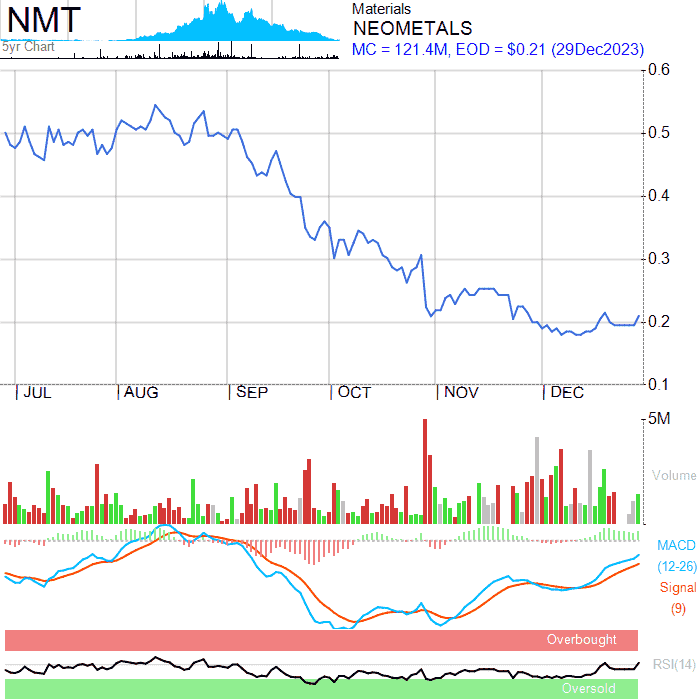 NMT
5yr Chart
Materials
NEOMETALS
MC = 121.4M, EOD = $0.21 (29Dec2023)
0.6
0.5
0.4
0.3
0.2
0.1
JUL AUG SEP OCT NOV DEC
5M
Volume
MACD
(12-26)
Signal
(9)
Overbought
RSI(14)
Oversold